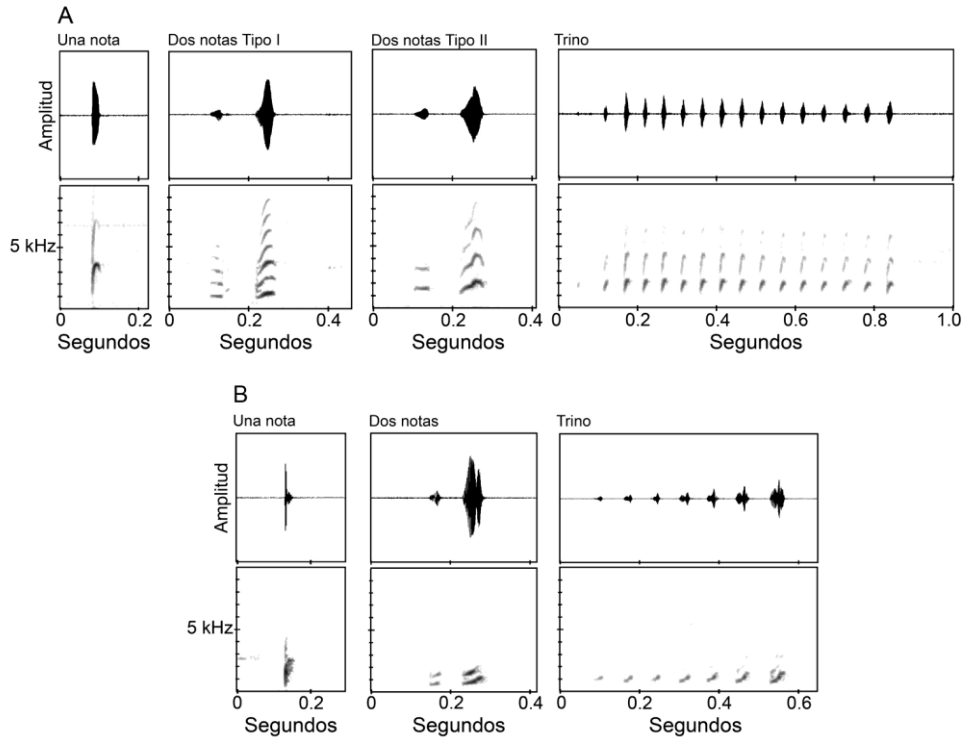 A
Una nota Dos notas Tipo I Dos notas Tipo II Trino
Amplitud
5 kHz
0 0.2 0 0.2 0.4 0 0.2 0.4 0 0.2 0.4 0.6 0.8 1.0
Segundos Segundos Segundos Segundos
B
Una nota Dos notas Trino
Amplitud
5 kHz
0 0.2 0 0.2 0.4 0 0.2 0.4 0.6
Segundos Segundos Segundos